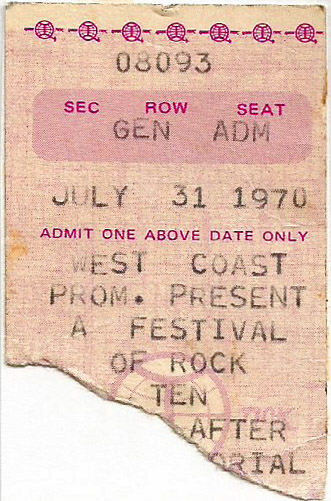 08093
SEC ROW SEAT
GEN ADM
JULY 31 1970
ADMIT ONE ABOVE DATE ONLY
WEST COAST
PROM. PRESENT
A FESTIVAL
OF ROCK
TEN
AFTER
ORIAL